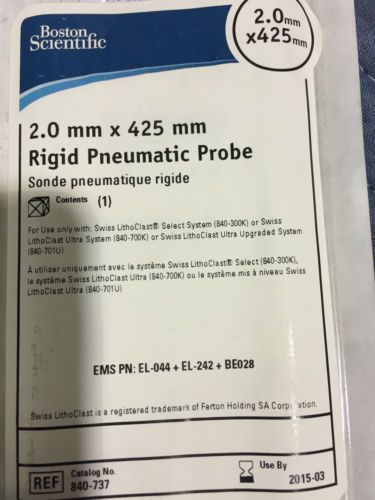 Boston
Scientific
2.0mm
x425mm
2.0 mm x 425 mm
Rigid Pneumatic Probe
Sonde pneumatique rigide
Contents (1)
For Use only with: Swiss LithoClast® Select System (840-300K) or Swiss
LithoClast Ultra System (840-700K) or Swiss LithoClast Ultra Upgraded System
(840-701U)
À utiliser uniquement avec le système Swiss LithoClast® Select (840-300K),
le système Swiss LithoClast Ultra (840-700K) ou le système mis à niveau Swiss
LithoClast Ultra (840-701U)
EMS PN: EL-044 + EL-242 + BE028
Swiss LithoClast is a registered trademark of Ferton Holding SA Corporation.
REF Catalog No.
840-737
Use By
2015-03